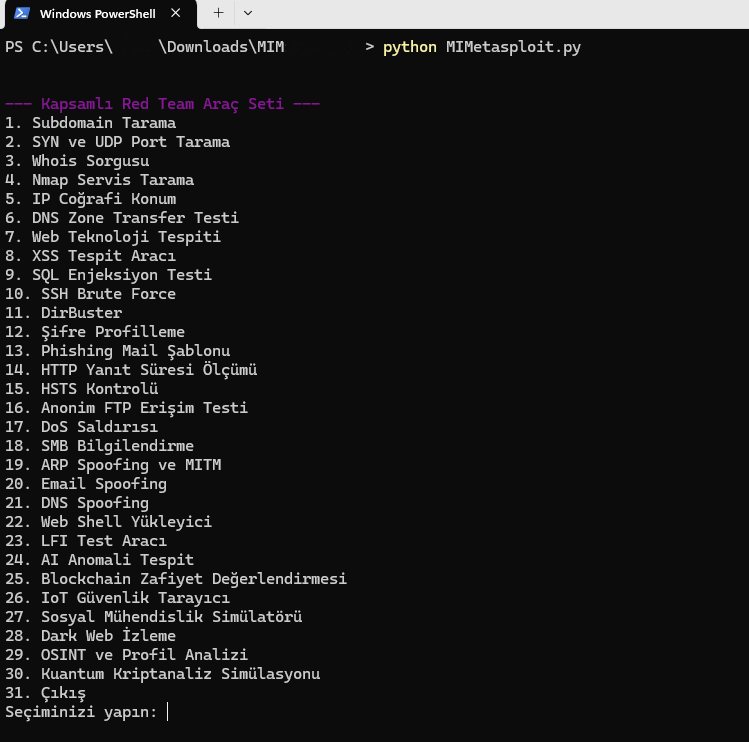 Windows PowerShell
PS C:\Users\ \Downloads\MIM > python MIMetasploit.py
--- Kapsamlı Red Team Araç Seti ---
1. Subdomain Tarama
2. SYN ve UDP Port Tarama
3. Whois Sorgusu
4. Nmap Servis Tarama
5. IP Coğrafi Konum
6. DNS Zone Transfer Testi
7. Web Teknoloji Tespiti
8. XSS Tespit Aracı
9. SQL Enjeksiyon Testi
10. SSH Brute Force
11. DirBuster
12. Şifre Profilleme
13. Phishing Mail Şablonu
14. HTTP Yanıt Süresi Ölçümü
15. HSTS Kontrolü
16. Anonim FTP Erişim Testi
17. DoS Saldırısı
18. SMB Bilgilendirme
19. ARP Spoofing ve MITM
20. Email Spoofing
21. DNS Spoofing
22. Web Shell Yükleyici
23. LFI Test Aracı
24. AI Anomali Tespit
25. Blockchain Zafiyet Değerlendirmesi
26. IoT Güvenlik Tarayıcı
27. Sosyal Mühendislik Simülatörü
28. Dark Web İzleme
29. OSINT ve Profil Analizi
30. Kuantum Kriptanaliz Simülasyonu
31. Çıkış
Seçiminizi yapın: